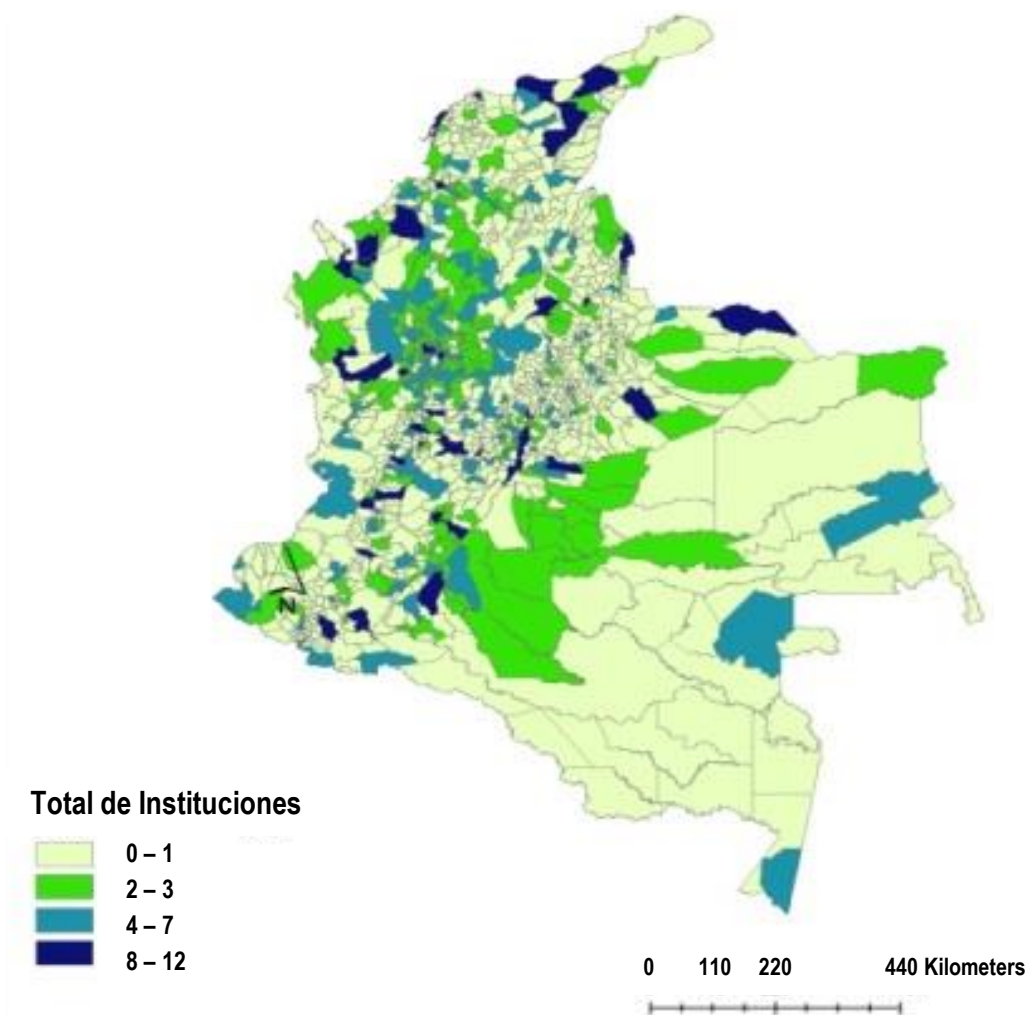 N
Total de Instituciones
0 – 1
2 – 3
4 – 7
8 – 12
0 110 220 440 Kilometers